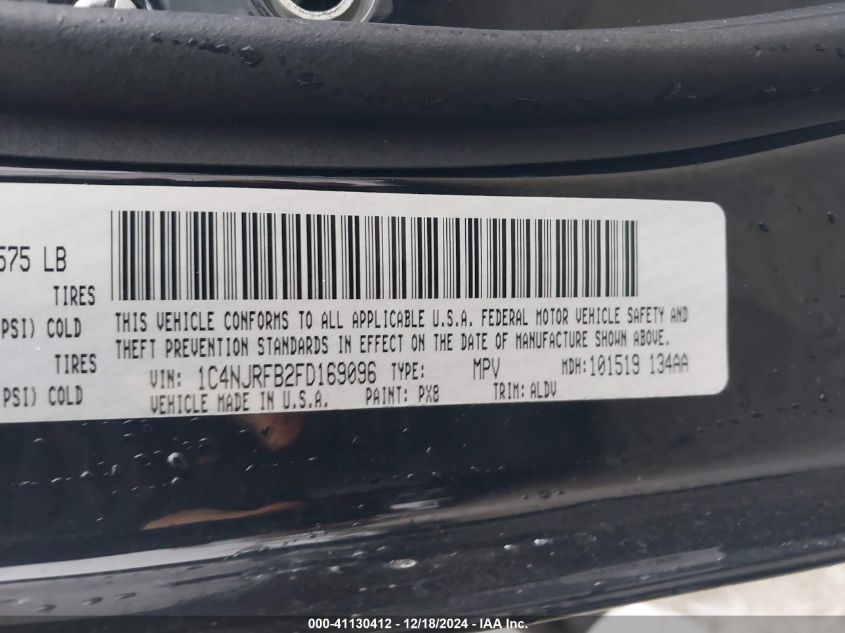 575 LB
TIRES
PSI) COLD
TIRES
PSI) COLD
THIS VEHICLE CONFORMS TO ALL APPLICABLE U.S.A. FEDERAL MOTOR VEHICLE SAFETY AND
THEFT PREVENTION STANDARDS IN EFFECT ON THE DATE OF MANUFACTURE SHOWN ABOVE.
VIN: 1C4NJRFB2FD169096 TYPE: MPV MDH:101519 134AA
VEHICLE MADE IN U.S.A. PAINT: PX8 TRIM: ALDV
000-41130412 - 12/18/2024 - IAA Inc.